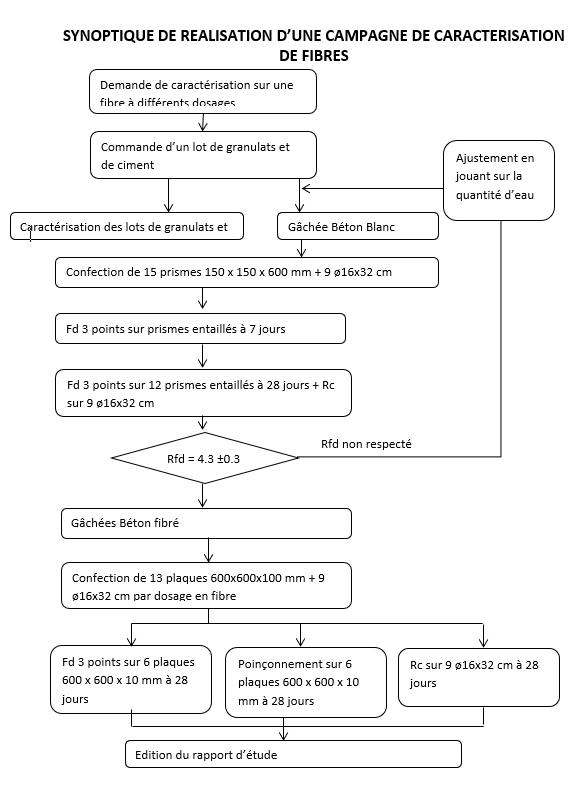 SYNOPTIQUE DE REALISATION D'UNE CAMPAGNE DE CARACTERISATION
DE FIBRES
Demande de caractérisation sur une
fibre à différents dosages
Commande d'un lot de granulats et
de ciment
Ajustement en
jouant sur la
quantité d'eau
Caractérisation des lots de granulats et
Gâchée Béton Blanc
Confection de 15 prismes 150 x 150 x 600 mm + 9 ø16x32 cm
Fd 3 points sur prismes entaillés à 7 jours
Fd 3 points sur 12 prismes entaillés à 28 jours + Rc
sur 9 ø16x32 cm
Rfd non respecté
Rfd = 4.3 ±0.3
Gâchées Béton fibré
Confection de 13 plaques 600x600x100 mm + 9
ø16x32 cm par dosage en fibre
Fd 3 points sur 6 plaques
600 x 600 x 10 mm à 28
jours
Poinçonnement sur 6
plaques 600 x 600 x 10
mm à 28 jours
Rc sur 9 ø16x32 cm à 28
jours
Edition du rapport d'étude